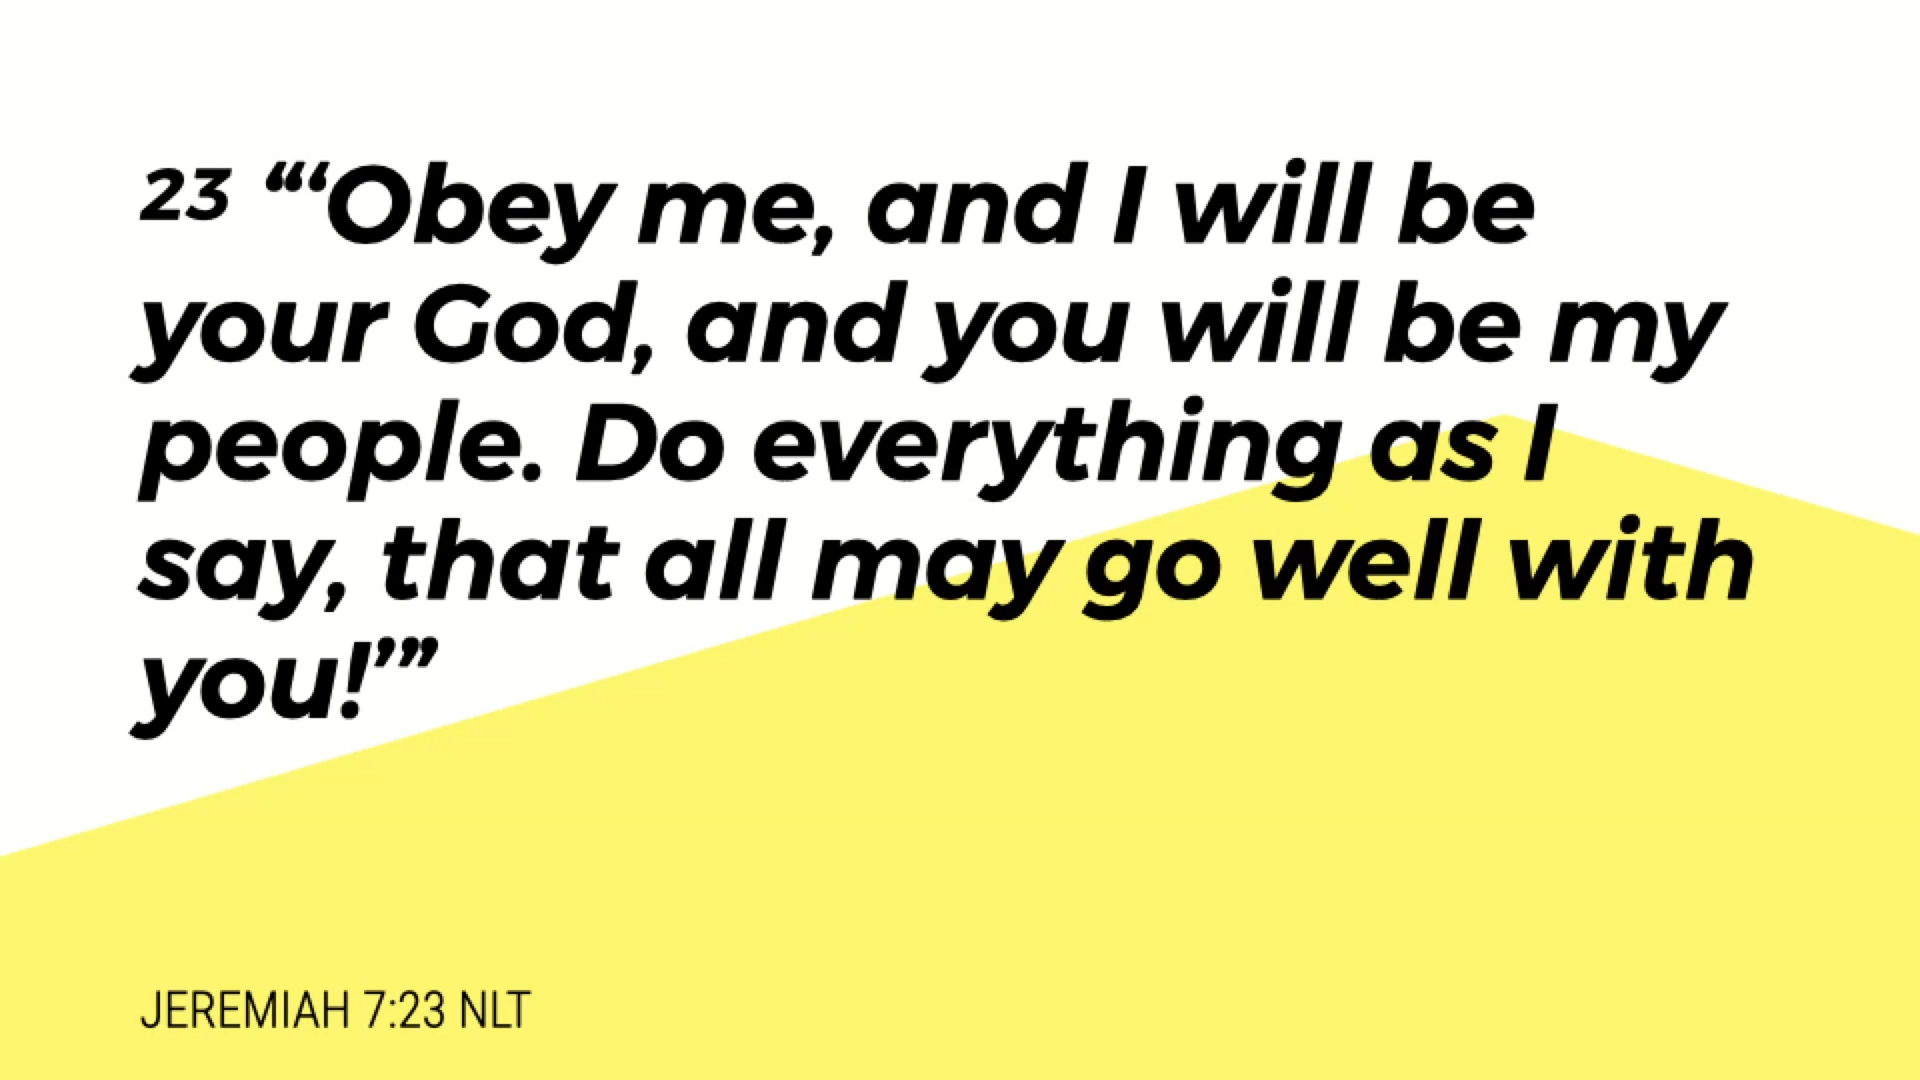 23 “‘Obey me, and I will be
your God, and you will be my
people. Do everything as I
say, that all may go well with
you!’”
JEREMIAH 7:23 NLT